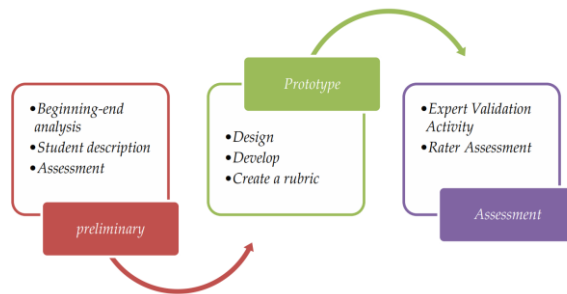 •Beginning-end
analysis
•Student description
•Assessment
preliminary
Prototype
•Design
•Develop
•Create a rubric
•Expert Validation
Activity
•Rater Assessment
Assessment